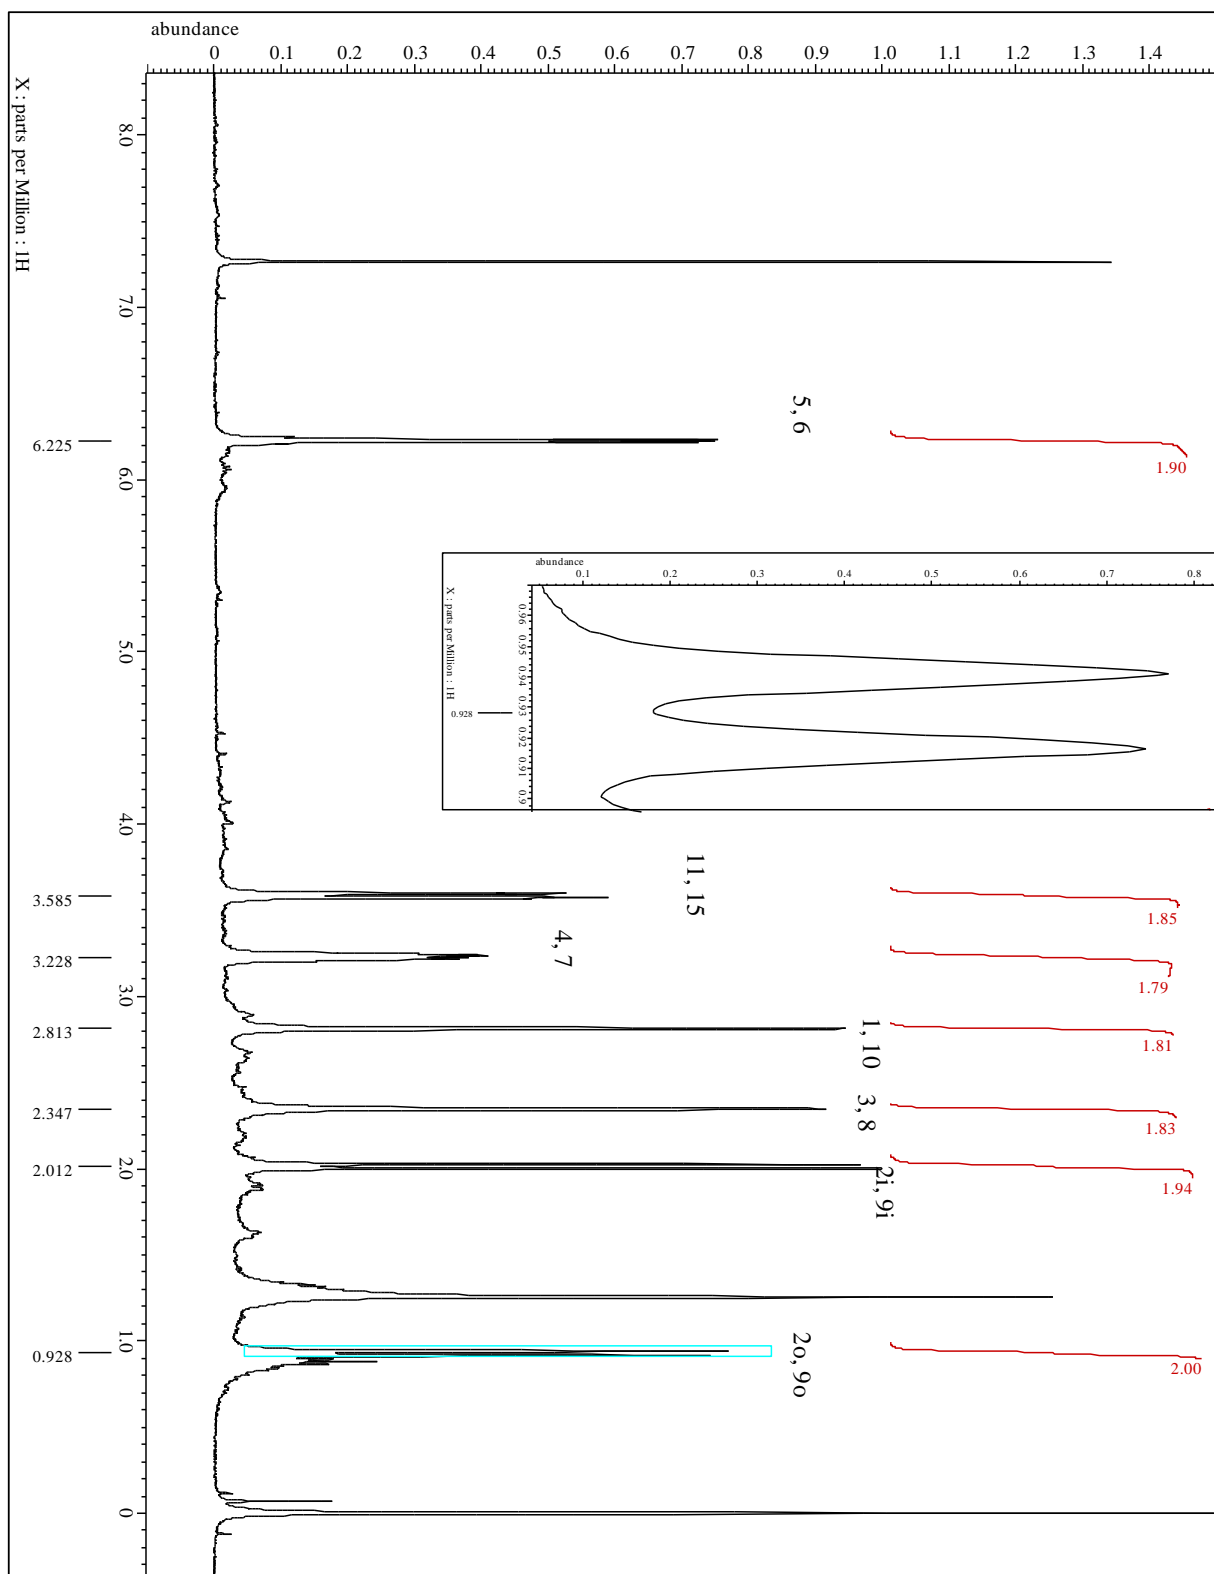 abundance
0 0.1 0.2 0.3 0.4 0.5 0.6 0.7 0.8 0.9 1.0 1.1 1.2 1.3 1.4
X : parts per Million : 1H
8.0 7.0 6.0 5.0 4.0 3.0 2.0 1.0 0
6.225
3.585
3.228
2.813
2.347
2.012
0.928
5, 6
11, 15
4, 7
1, 10
3, 8
2i, 9i
2o, 9o
1.90
1.85
1.79
1.81
1.83
1.94
2.00
abundance
0.1 0.2 0.3 0.4 0.5 0.6 0.7 0.8
X : parts per Million : 1H
0.96 0.95 0.94 0.93 0.92 0.91 0.9
0.928